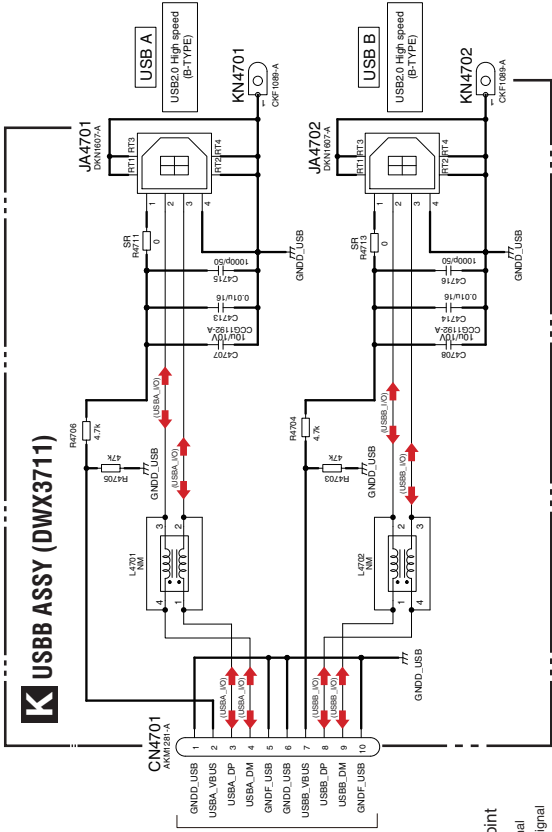 K USBB ASSY (DWX3711)
CN4701
AKM1281-A
GNDD_USB 1
USBA_VBUS 2
USBA_DP 3
USBA_DM 4
GNDF_USB 5
GNDD_USB 6
USBB_VBUS 7
USBB_DP 8
USBB_DM 9
GNDF_USB 10
(USBA_I/O)
(USBA_I/O)
(USBB_I/O)
(USBB_I/O)
GNDD_USB
L4701
NM
4 3
1 2
L4702
NM
4 3
1 2
R4706
4.7k
R4705
47k
GNDD_USB
(USBA_I/O)
(USBA_I/O)
R4704
4.7k
R4703
47k
GNDD_USB
(USBB_I/O)
(USBB_I/O)
C4707
10u/10V
CCG1192-A
C4713
0.01u/16
C4715
1000p/50
SR
R4711
0
GNDD_USB
JA4701
DKN1607-A
RT1 RT3
RT2 RT4
1
2
3
4
USB A
USB2.0 High speed
(B-TYPE)
KN4701
1
CKF1089-A
C4708
10u/10V
CCG1192-A
C4714
0.01u/16
C4716
1000p/50
SR
R4713
0
GNDD_USB
JA4702
DKN1607-A
RT1 RT3
RT2 RT4
1
2
3
4
USB B
USB2.0 High speed
(B-TYPE)
KN4702
1
CKF1089-A
oint
nal
signal